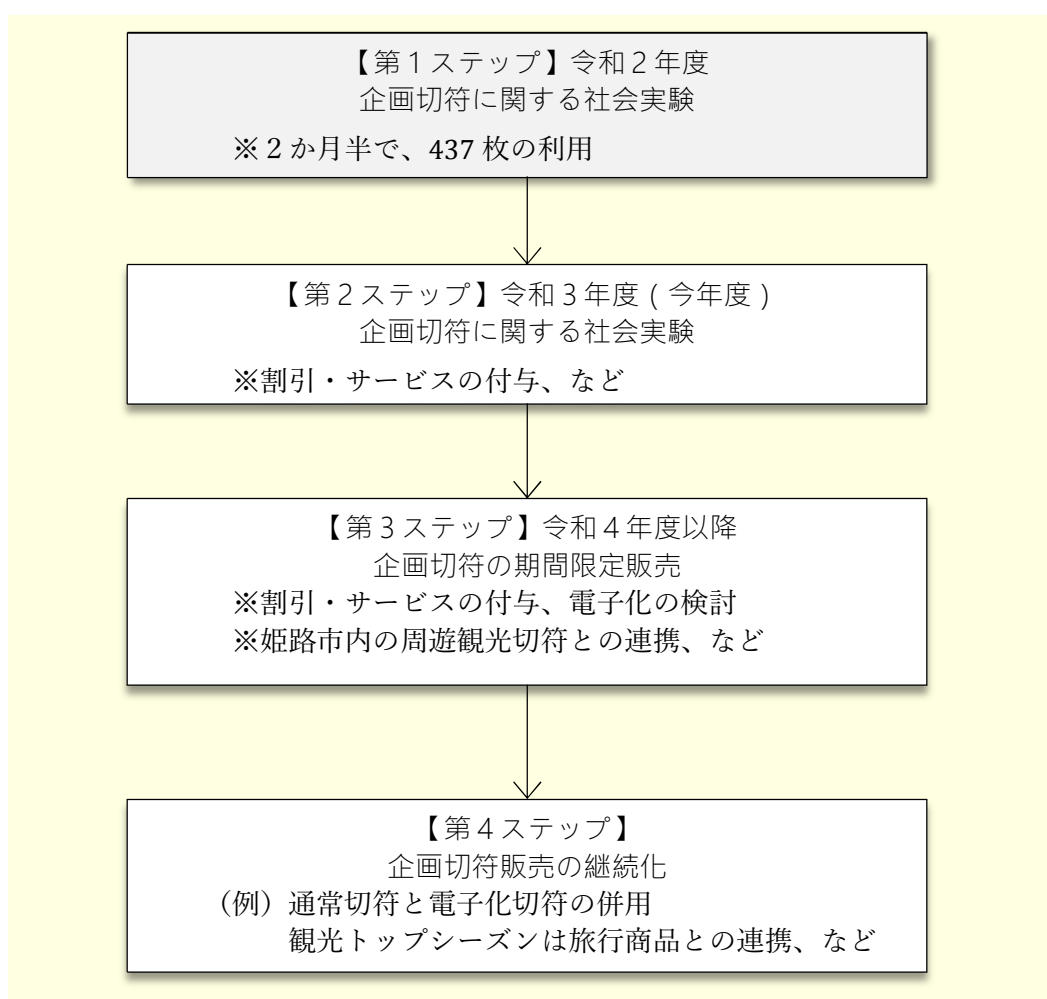 【第１ステップ】令和２年度
企画切符に関する社会実験
※２か月半で、437 枚の利用
【第２ステップ】令和３年度(今年度)
企画切符に関する社会実験
※割引・サービスの付与、など
【第３ステップ】令和４年度以降
企画切符の期間限定販売
※割引・サービスの付与、電子化の検討
※姫路市内の周遊観光切符との連携、など
【第４ステップ】
企画切符販売の継続化
（例）通常切符と電子化切符の併用
観光トップシーズンは旅行商品との連携、など